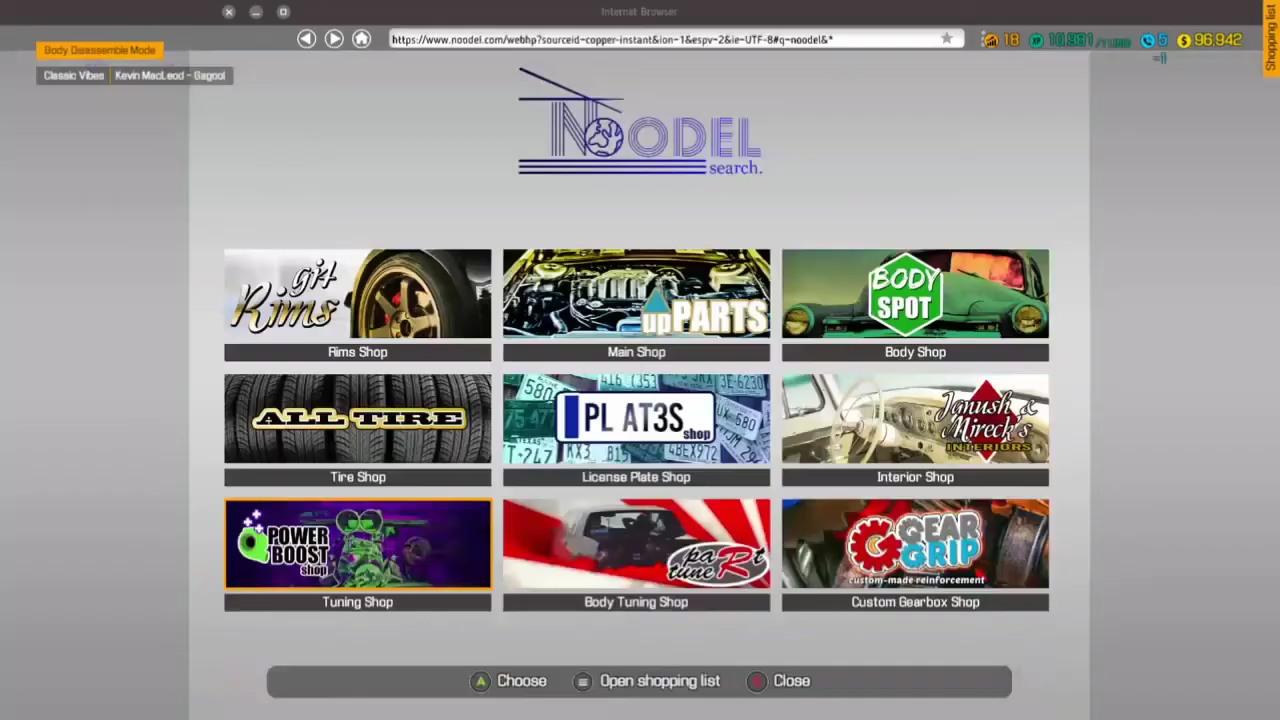 Internet Browser
https://www.noodel.com/webhp?sourceid-copper-instant&ion-1&espv-2&ie-UTF-8#q-noodel&*
18
5
96,942
Shopping list
Body Disassemble Mode
Classic Vibes Kevin MacLeod - Gagool
NOODEL
search.
gj4 Rims
upPARTS
BODY SPOT
Rims Shop
Main Shop
Body Shop
ALL TIRE
PL AT3S shop
Janush & Mireck's INTERIORS
Tire Shop
License Plate Shop
Interior Shop
POWER BOOST shop
paRt tuneR
GEAR GRIP
custom-made reinforcement
Tuning Shop
Body Tuning Shop
Custom Gearbox Shop
A Choose
Open shopping list
Close